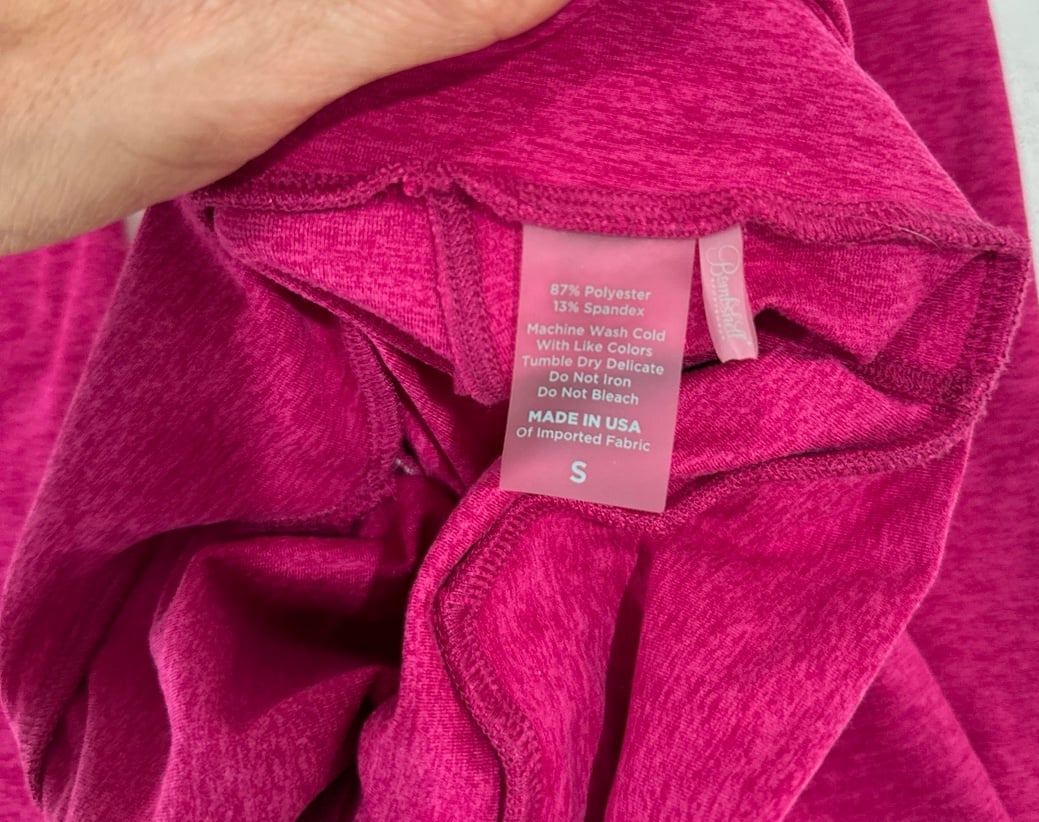 87% Polyester
13% Spandex
Machine Wash Cold
With Like Colors
Tumble Dry Delicate
Do Not Iron
Do Not Bleach
MADE IN USA
Of Imported Fabric
S
Bombshell